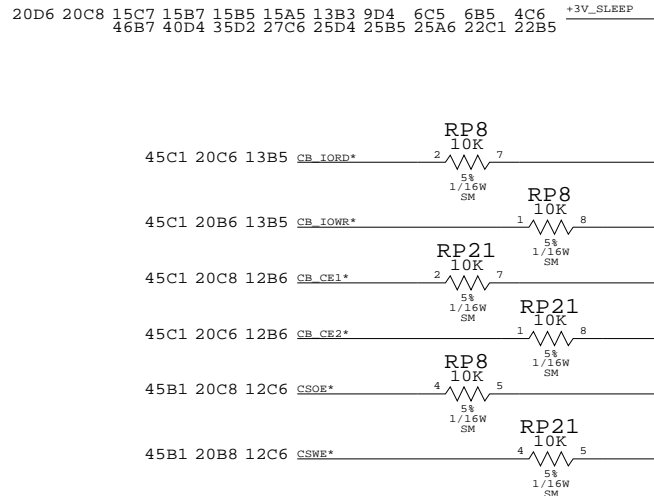 20D6 20C8 15C7 15B7 15B5 15A5 13B3 9D4 6C5 6B5 4C6 +3V_SLEEP
46B7 40D4 35D2 27C6 25D4 25B5 25A6 22C1 22B5
RP8
10K
45C1 20C6 13B5 CB_IORD* 2 7
5%
1/16W
SM
RP8
10K
45C1 20B6 13B5 CB_IOWR* 1 8
5%
1/16W
SM
RP21
10K
45C1 20C8 12B6 CB_CE1* 2 7
5%
1/16W
SM
RP21
10K
45C1 20C6 12B6 CB_CE2* 1 8
5%
1/16W
SM
RP8
10K
45B1 20C8 12C6 CSOE* 4 5
5%
1/16W
SM
RP21
10K
45B1 20B8 12C6 CSWE* 4 5
5%
1/16W
SM